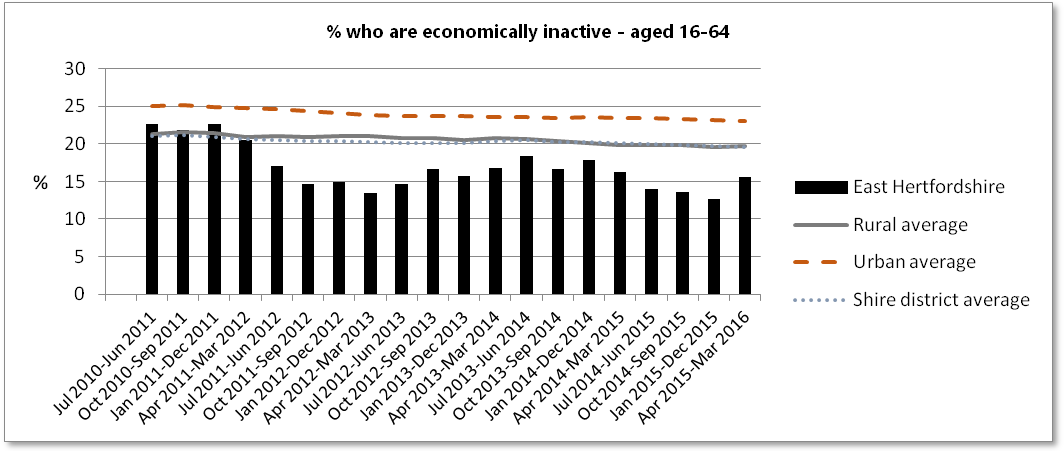 % who are economically inactive - aged 16-64
30
25
20
15
10
5
0
%
Jul 2010-Jun 2011
Oct 2010-Sep 2011
Jan 2011-Dec 2011
Apr 2011-Mar 2012
Jul 2011-Jun 2012
Oct 2011-Sep 2012
Jan 2012-Dec 2012
Apr 2012-Mar 2013
Jul 2012-Jun 2013
Oct 2012-Sep 2013
Jan 2013-Dec 2013
Apr 2013-Mar 2014
Jul 2013-Jun 2014
Oct 2013-Sep 2014
Jan 2014-Dec 2014
Apr 2014-Mar 2015
Jul 2014-Jun 2015
Oct 2014-Sep 2015
Jan 2015-Dec 2015
Apr 2015-Mar 2016
East Hertfordshire
Rural average
Urban average
Shire district average